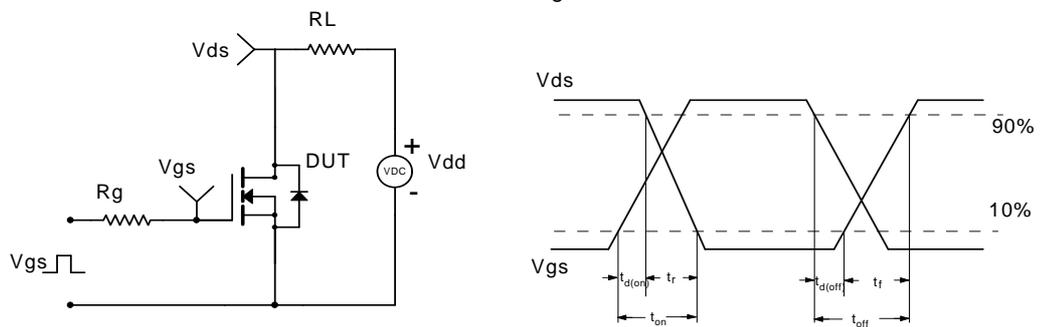 RL
Vds
Vgs
DUT
Rg
+
VDC
Vdd
-
Vgs
Vds
90%
10%
Vgs
td(on)
tr
td(off)
tf
ton
toff